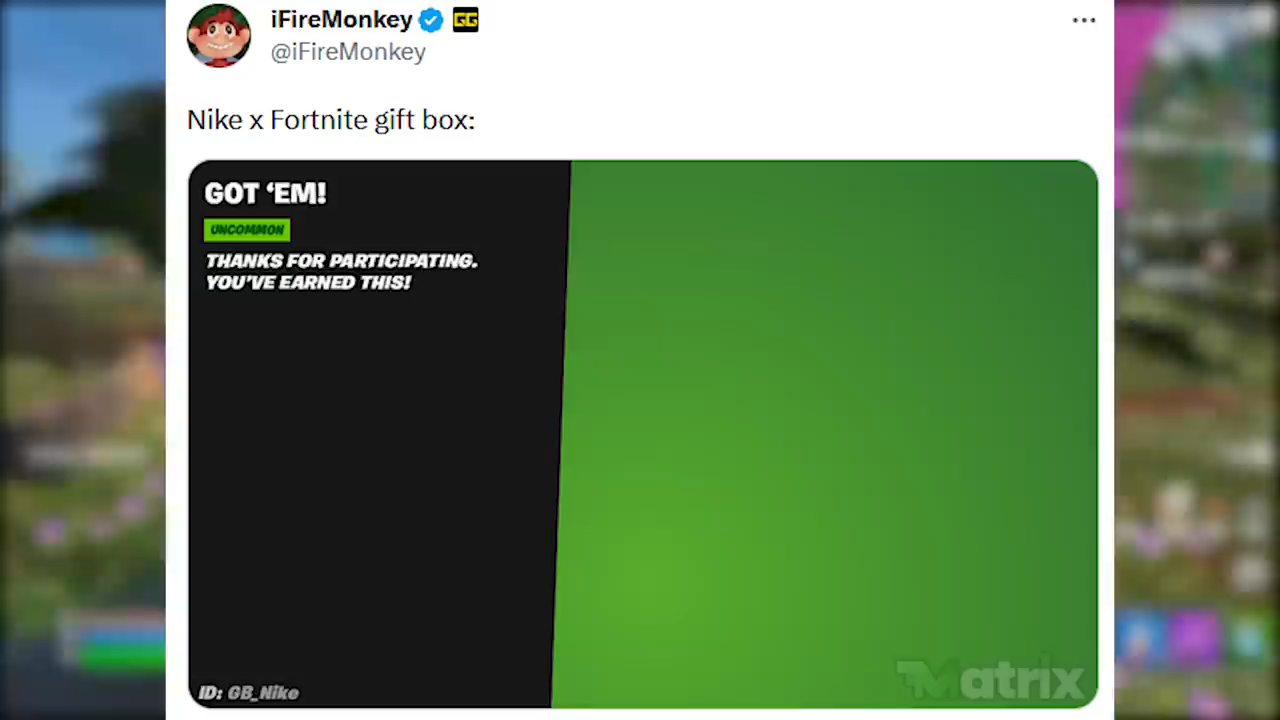 iFireMonkey GG
@iFireMonkey
Nike x Fortnite gift box:
GOT ‘EM!
UNCOMMON
THANKS FOR PARTICIPATING.
YOU'VE EARNED THIS!
ID: GB_Nike
Matrix